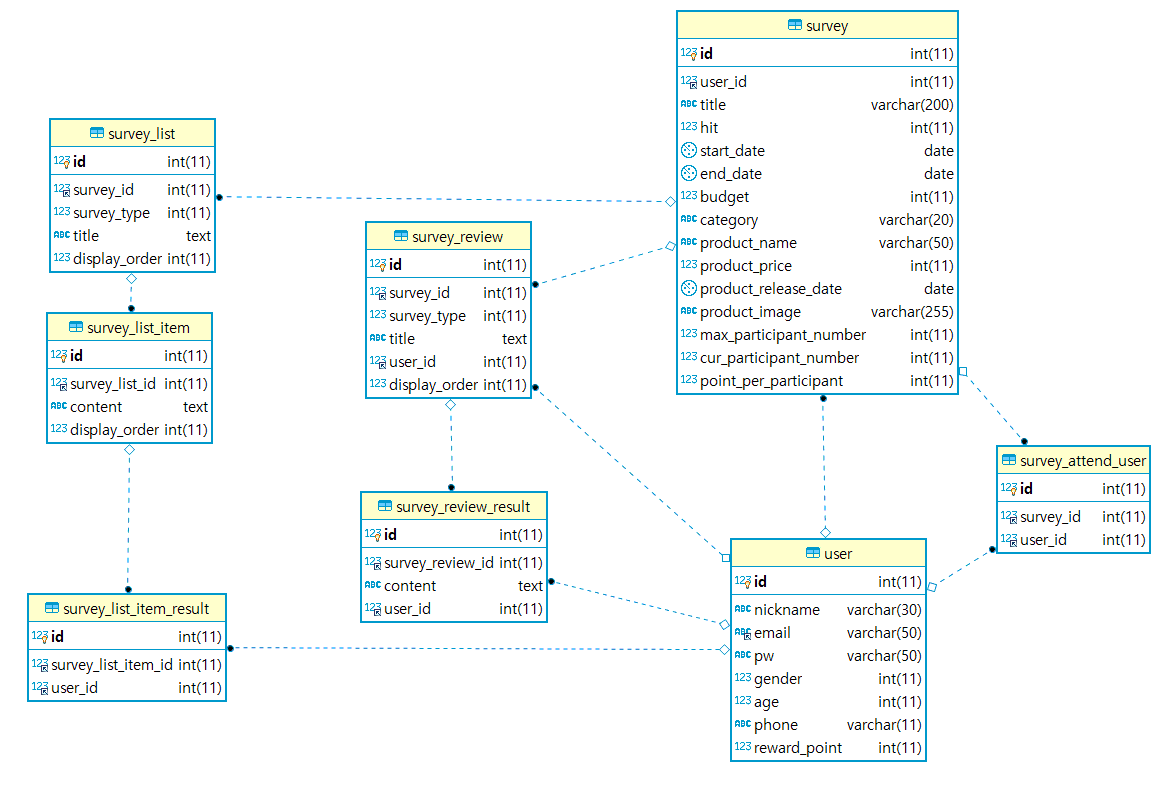 survey
id int(11)
user_id int(11)
title varchar(200)
hit int(11)
start_date date
end_date date
budget int(11)
category varchar(20)
product_name varchar(50)
product_price int(11)
product_release_date date
product_image varchar(255)
max_participant_number int(11)
cur_participant_number int(11)
point_per_participant int(11)
survey_list
id int(11)
survey_id int(11)
survey_type int(11)
title text
display_order int(11)
survey_review
id int(11)
survey_id int(11)
survey_type int(11)
title text
user_id int(11)
display_order int(11)
survey_list_item
id int(11)
survey_list_id int(11)
content text
display_order int(11)
survey_attend_user
id int(11)
survey_id int(11)
user_id int(11)
survey_review_result
id int(11)
survey_review_id int(11)
content text
user_id int(11)
user
id int(11)
nickname varchar(30)
email varchar(50)
pw varchar(50)
gender int(11)
age int(11)
phone varchar(11)
reward_point int(11)
survey_list_item_result
id int(11)
survey_list_item_id int(11)
user_id int(11)